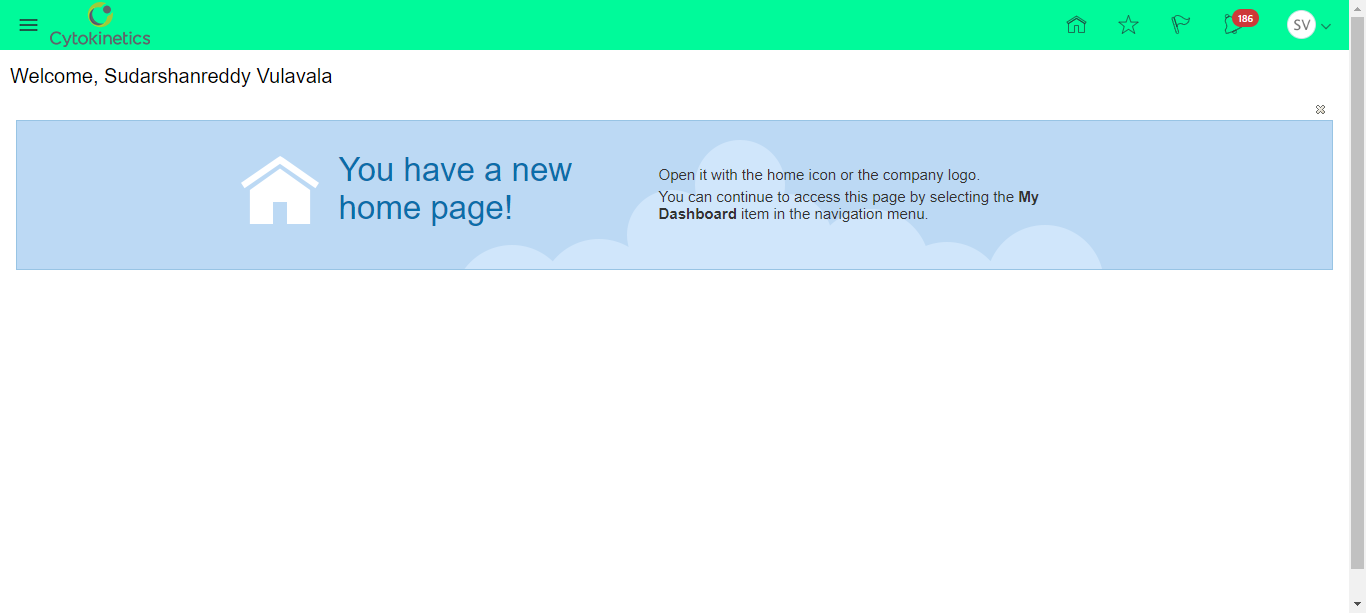 Cytokinetics
186
SV
Welcome, Sudarshanreddy Vulavala
You have a new
home page!
Open it with the home icon or the company logo.
You can continue to access this page by selecting the My
Dashboard item in the navigation menu.